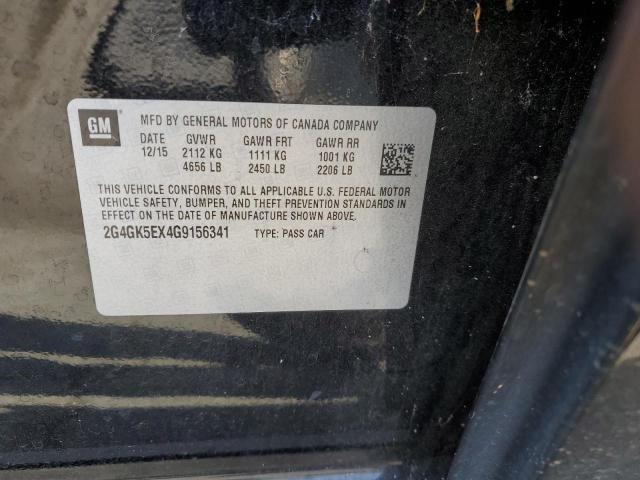 GM
MFD BY GENERAL MOTORS OF CANADA COMPANY
DATE GVWR GAWR FRT GAWR RR
12/15 2112 KG 1111 KG 1001 KG
4656 LB 2450 LB 2206 LB
THIS VEHICLE CONFORMS TO ALL APPLICABLE U.S. FEDERAL MOTOR
VEHICLE SAFETY, BUMPER, AND THEFT PREVENTION STANDARDS IN
EFFECT ON THE DATE OF MANUFACTURE SHOWN ABOVE.
2G4GK5EX4G9156341 TYPE: PASS CAR